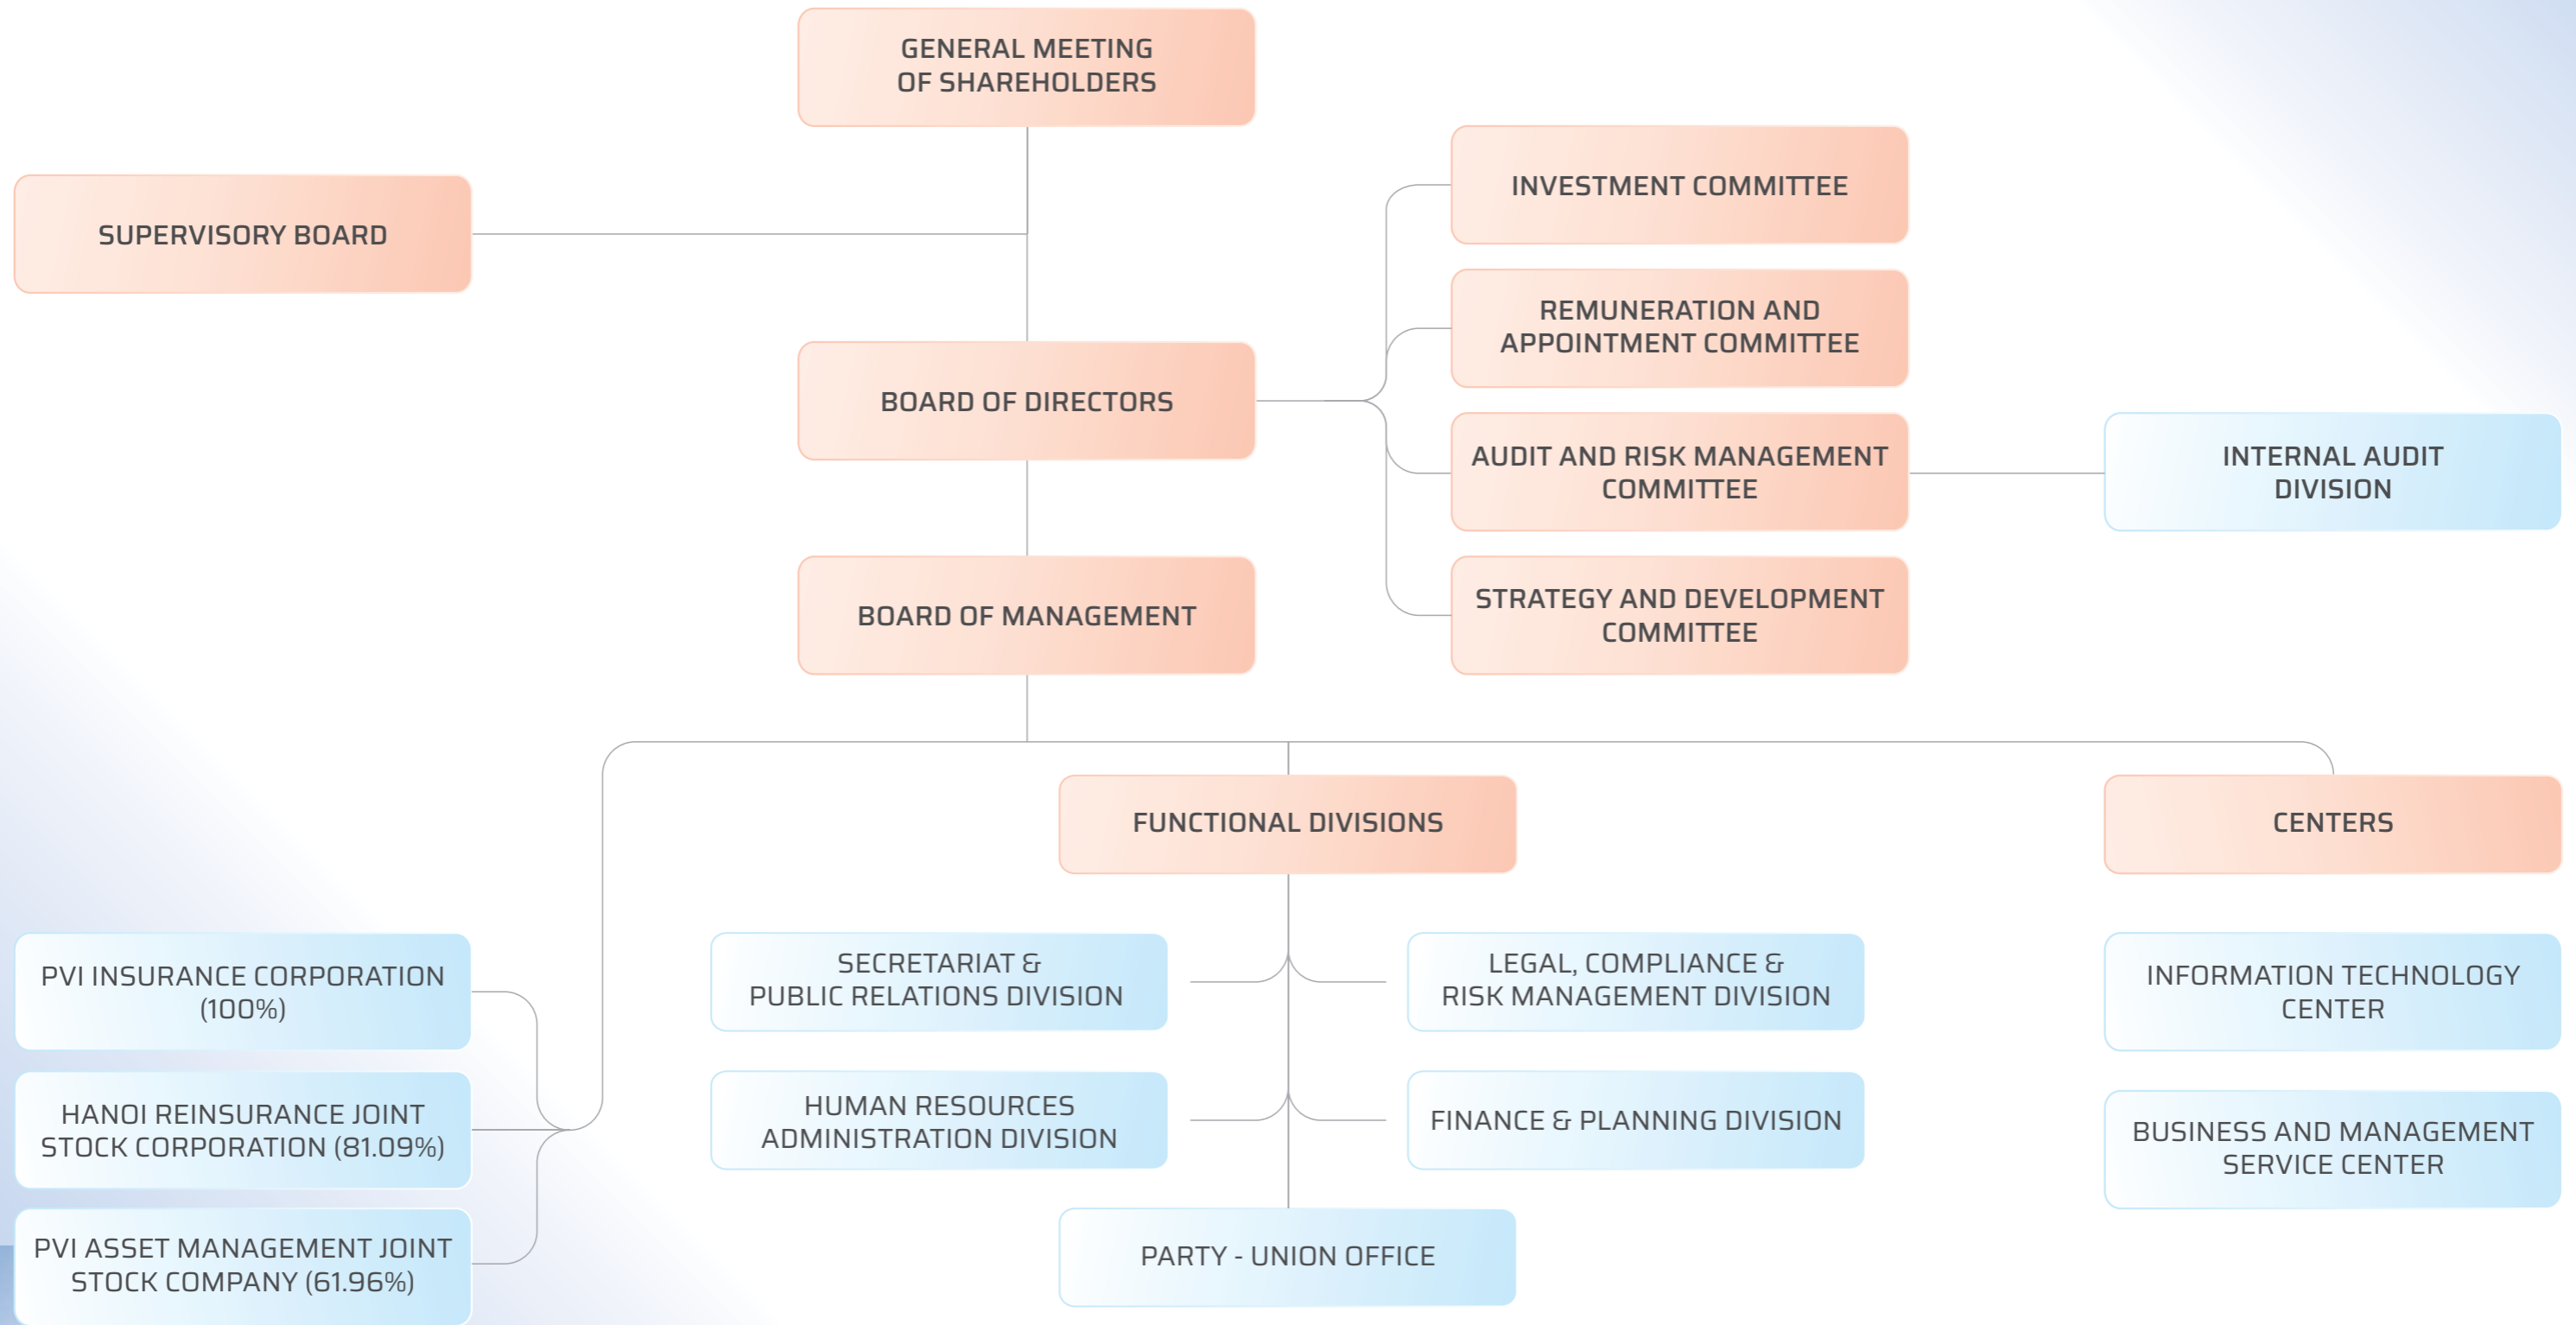 GENERAL MEETING
OF SHAREHOLDERS
SUPERVISORY BOARD
INVESTMENT COMMITTEE
REMUNERATION AND
APPOINTMENT COMMITTEE
BOARD OF DIRECTORS
AUDIT AND RISK MANAGEMENT
COMMITTEE
INTERNAL AUDIT
DIVISION
BOARD OF MANAGEMENT
STRATEGY AND DEVELOPMENT
COMMITTEE
FUNCTIONAL DIVISIONS
CENTERS
PVI INSURANCE CORPORATION
(100%)
HANOI REINSURANCE JOINT
STOCK CORPORATION (81.09%)
PVI ASSET MANAGEMENT JOINT
STOCK COMPANY (61.96%)
SECRETARIAT &
PUBLIC RELATIONS DIVISION
LEGAL, COMPLIANCE &
RISK MANAGEMENT DIVISION
HUMAN RESOURCES
ADMINISTRATION DIVISION
FINANCE & PLANNING DIVISION
PARTY - UNION OFFICE
INFORMATION TECHNOLOGY
CENTER
BUSINESS AND MANAGEMENT
SERVICE CENTER